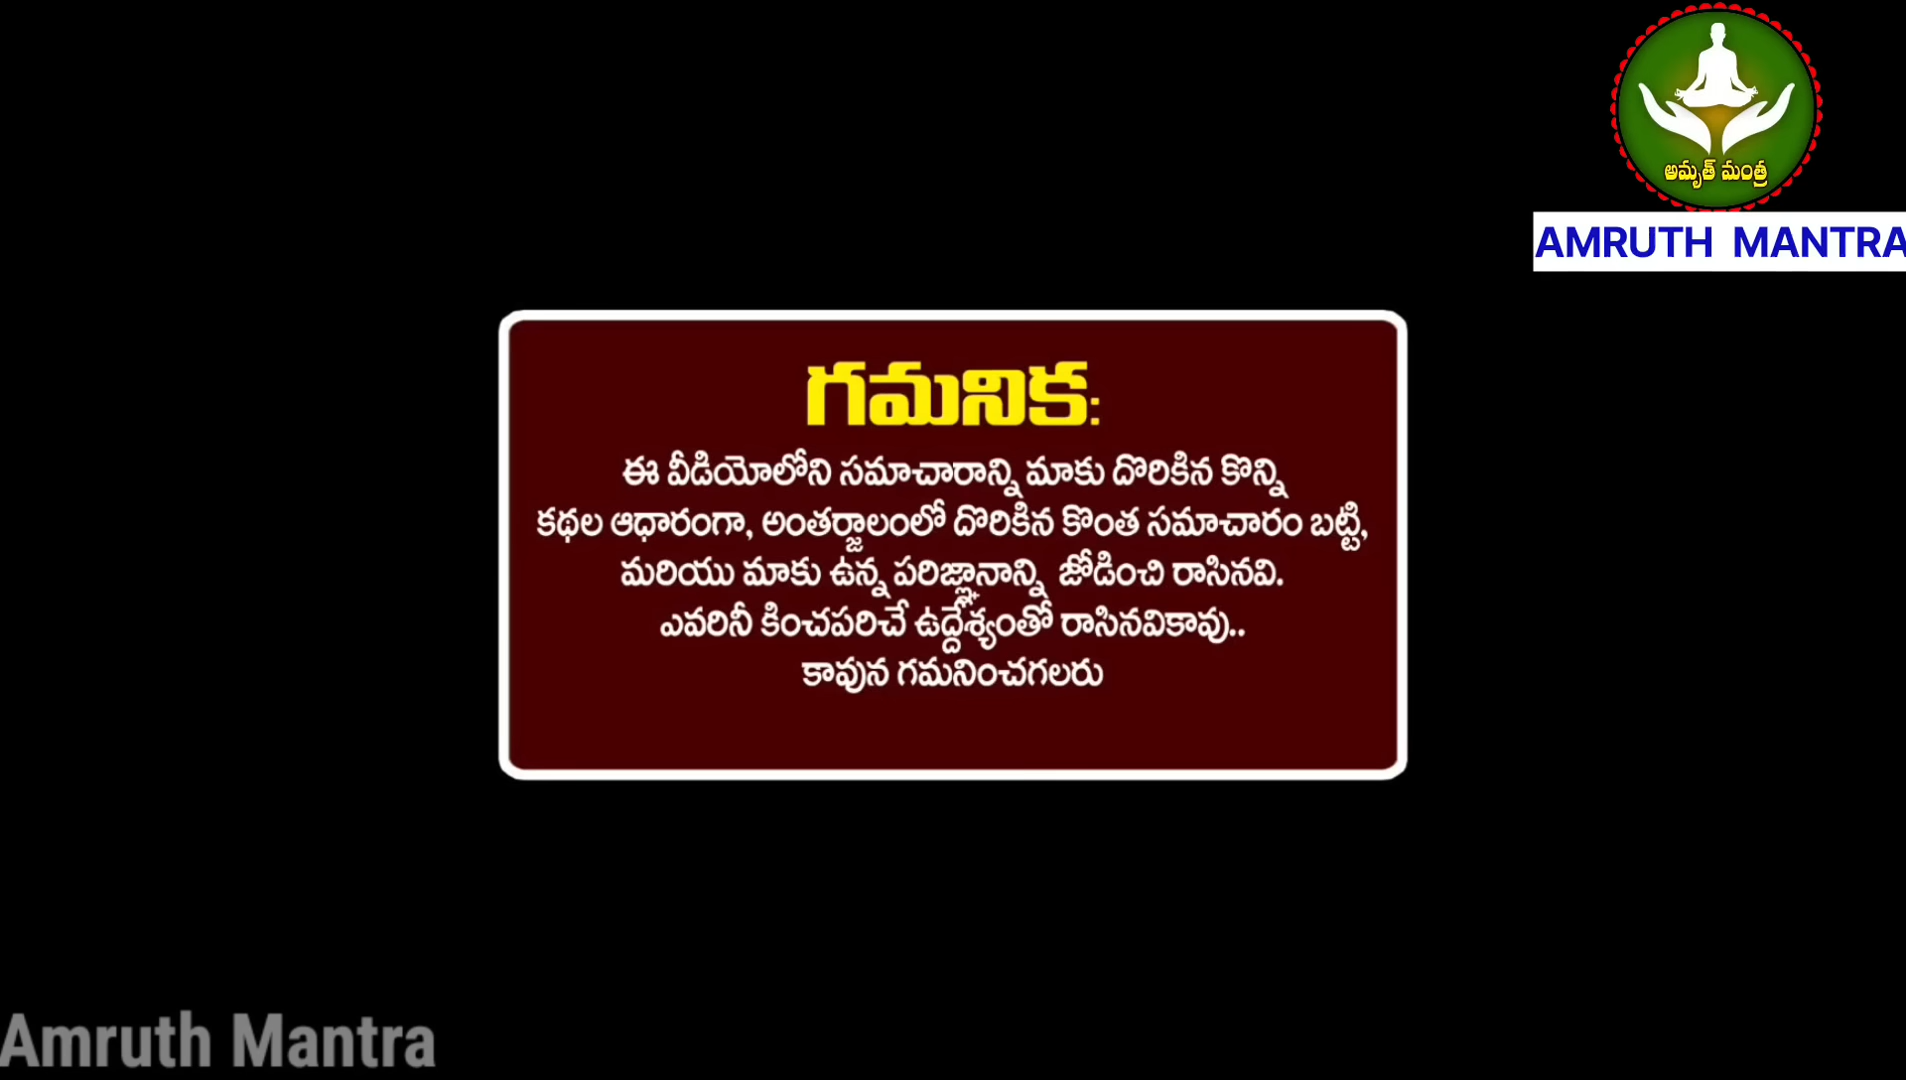 అమృత్ మంత్ర
AMRUTH MANTRA
గమనిక:
ఈ వీడియోలోని సమాచారాన్ని మాకు దొరికిన కొన్ని
కథల ఆధారంగా, అంతర్జాలంలో దొరికిన కొంత సమాచారం బట్టి,
మరియు మాకు ఉన్న పరిజ్ఞానాన్ని జోడించి రాసినవి.
ఎవరినీ కించపరిచే ఉద్దేశ్యంతో రాసినవికావు..
కావున గమనించగలరు
Amruth Mantra